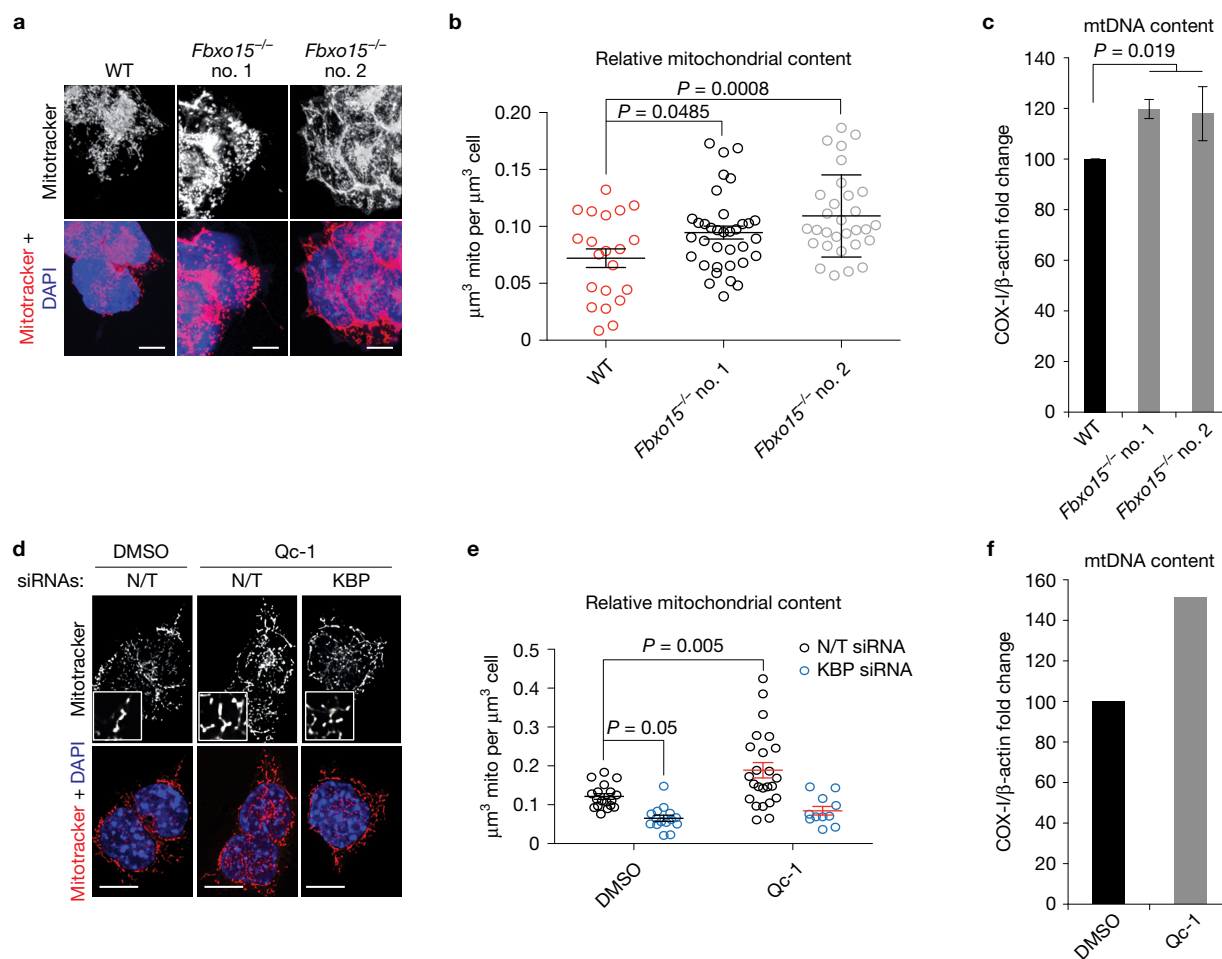 a
WT
Fbxo15−/− no. 1
Fbxo15−/− no. 2
Mitotracker
Mitotracker + DAPI
b
Relative mitochondrial content
P = 0.0008
P = 0.0485
0.20
0.15
0.10
0.05
0
μm³ mito per μm³ cell
WT
Fbxo15−/− no. 1
Fbxo15−/− no. 2
c
mtDNA content
P = 0.019
140
120
100
80
60
40
20
0
COX-I/β-actin fold change
WT
Fbxo15−/− no. 1
Fbxo15−/− no. 2
d
DMSO
Qc-1
siRNAs:
N/T
N/T
KBP
Mitotracker
Mitotracker + DAPI
e
Relative mitochondrial content
P = 0.005
P = 0.05
N/T siRNA
KBP siRNA
0.5
0.4
0.3
0.2
0.1
0
μm³ mito per μm³ cell
DMSO
Qc-1
f
mtDNA content
160
140
120
100
80
60
40
20
0
COX-I/β-actin fold change
DMSO
Qc-1